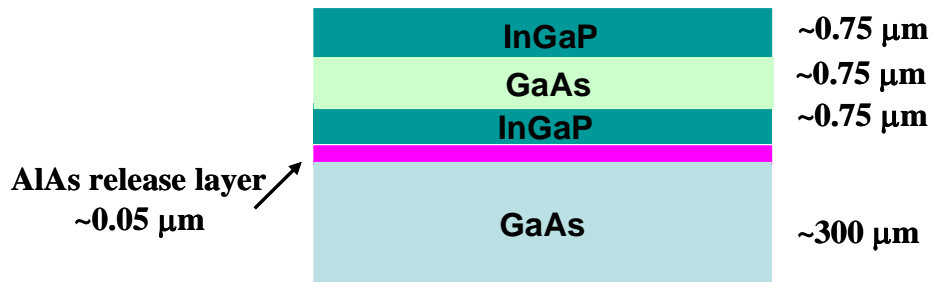 InGaP
~0.75 μm
GaAs
~0.75 μm
InGaP
~0.75 μm
AlAs release layer
~0.05 μm
GaAs
~300 μm